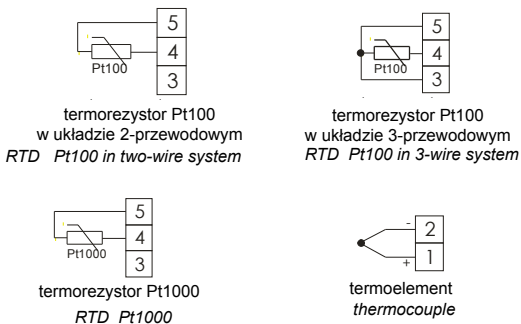 5
4
3
Pt100
termorezystor Pt100
w układzie 2-przewodowym
RTD Pt100 in two-wire system
5
4
3
Pt100
termorezystor Pt100
w układzie 3-przewodowym
RTD Pt100 in 3-wire system
5
4
3
Pt1000
termorezystor Pt1000
RTD Pt1000
- 2
+ 1
termoelement
thermocouple